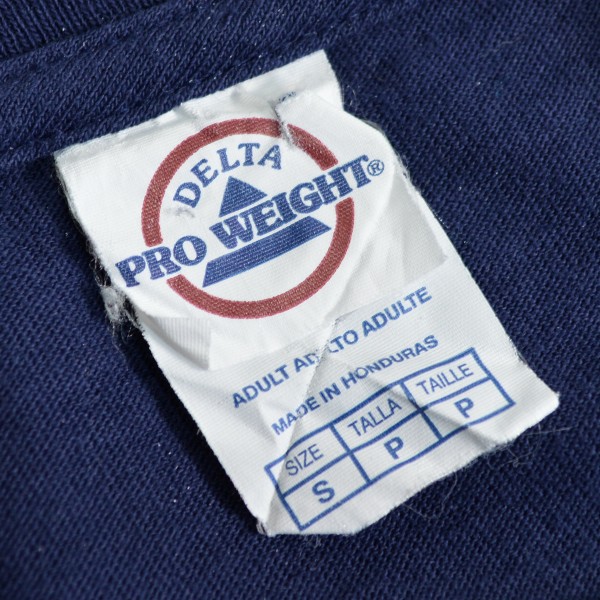 DELTA
PRO WEIGHT®
ADULT ADULTO ADULTE
MADE IN HONDURAS
SIZE TALLA TAILLE
S P P